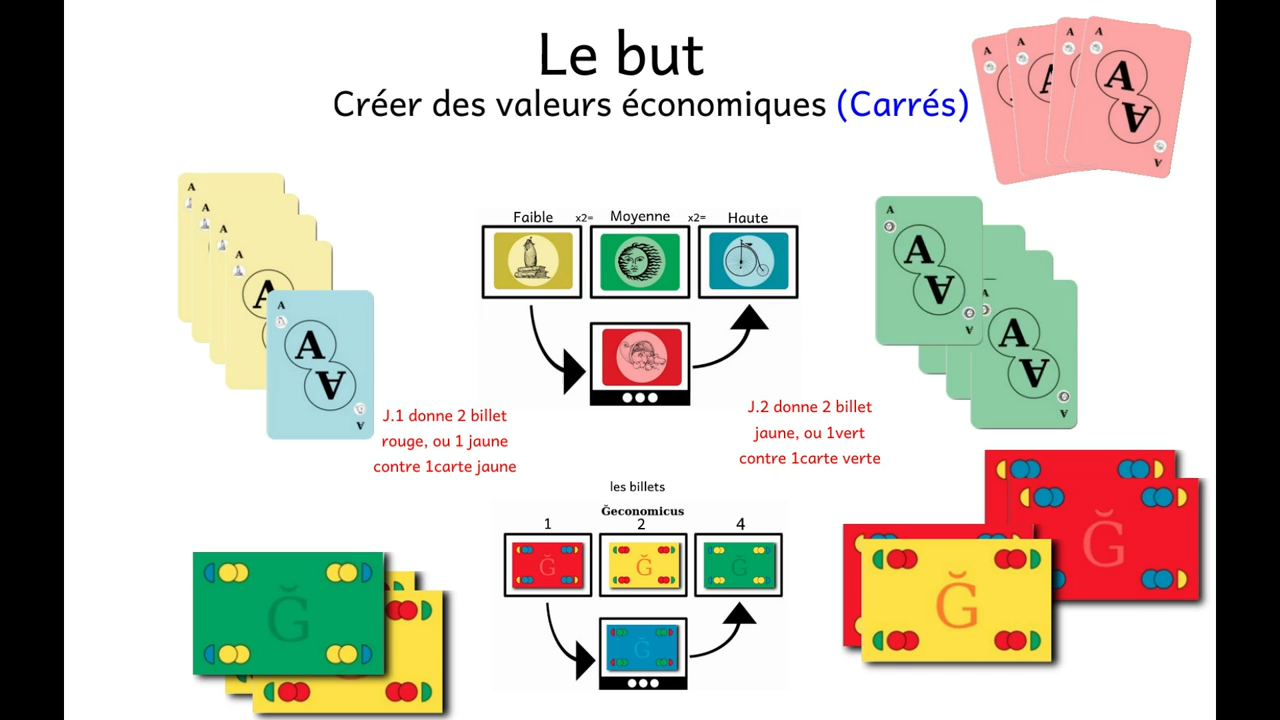 Le but
Créer des valeurs économiques (Carrés)
A A A A A A
A A A A A
A A A A A A A A
Faible x2= Moyenne x2= Haute
J.1 donne 2 billet
rouge, ou 1 jaune
contre 1carte jaune
J.2 donne 2 billet
jaune, ou 1vert
contre 1carte verte
les billets
Ğeconomicus
1 2 4
Ğ Ğ Ğ
Ğ
Ğ
Ğ
Ğ